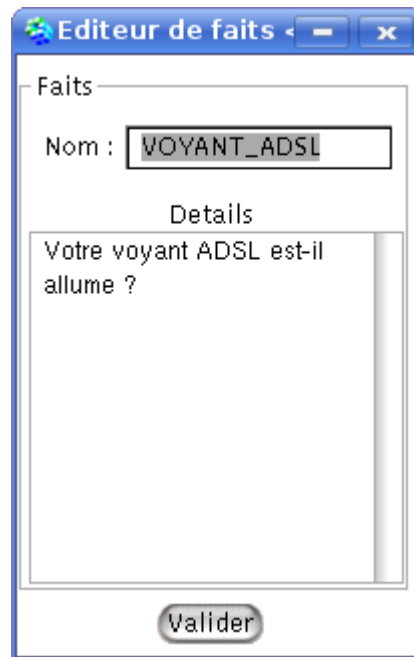 Editeur de faits <
Faits
Nom : VOYANT_ADSL
Details
Votre voyant ADSL est-il
allume ?
Valider